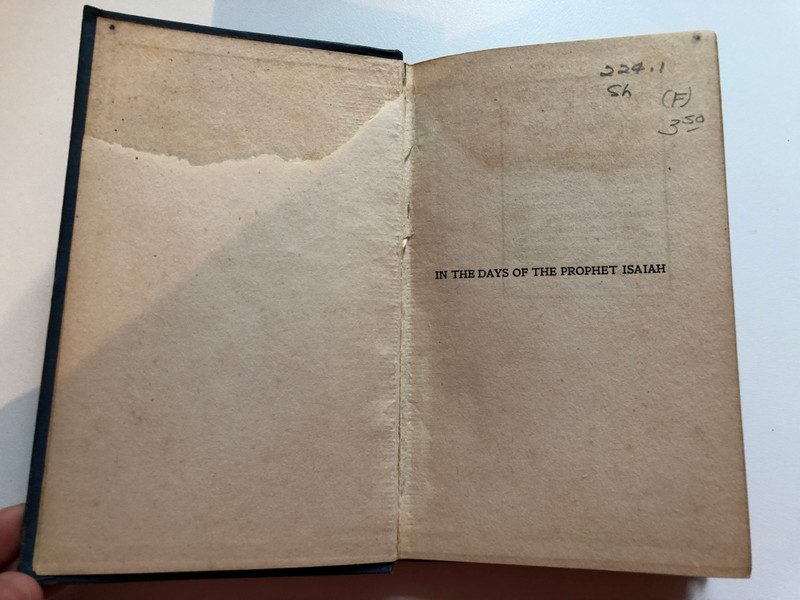 224.1
Sh
(F)
3 50
IN THE DAYS OF THE PROPHET ISAIAH